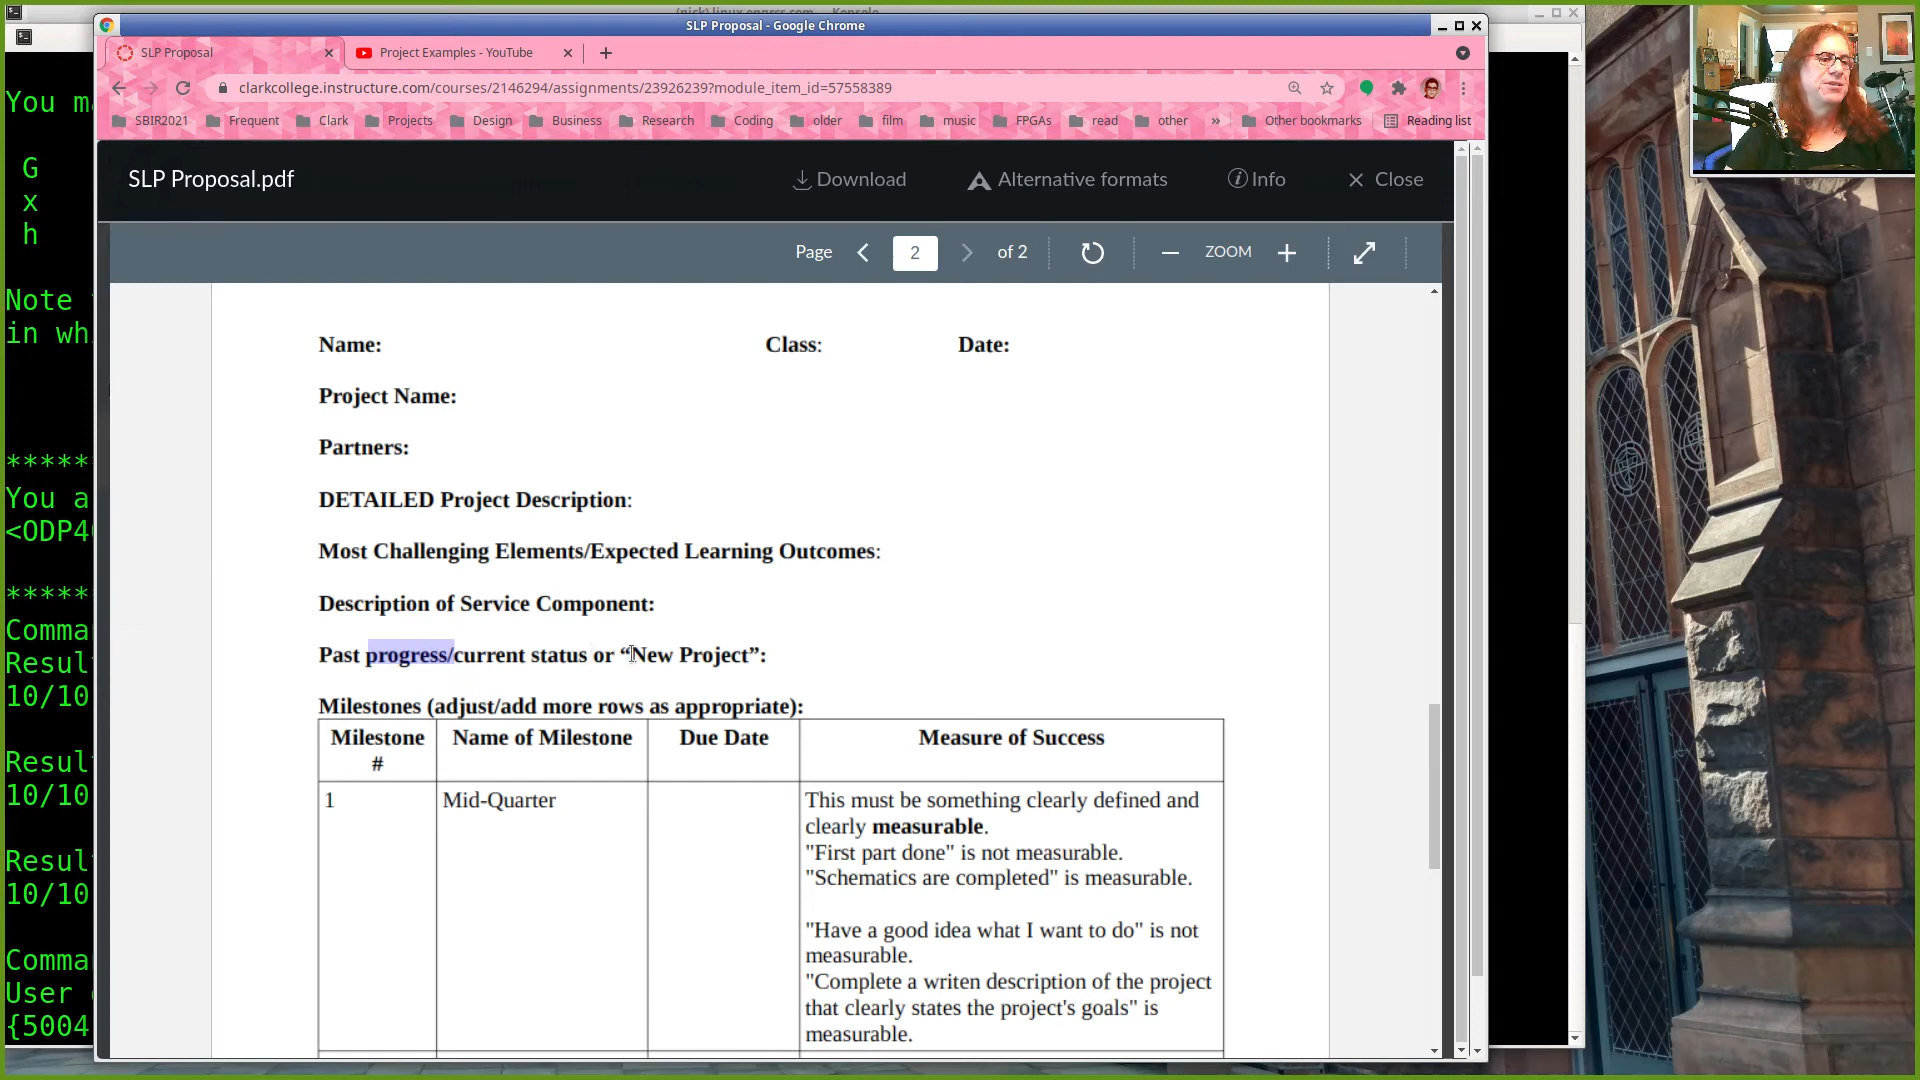 (nick) linux.enprcs.com — Konsole
SLP Proposal - Google Chrome
SLP Proposal
Project Examples - YouTube
clarkcollege.instructure.com/courses/2146294/assignments/23926239?module_item_id=57558389
SBIR2021 Frequent Clark Projects Design Business Research Coding older film music FPGAs read other » Other bookmarks Reading list
SLP Proposal.pdf
Download
Alternative formats
Info
Close
Page 2 of 2 ZOOM
Name: Class: Date:
Project Name:
Partners:
DETAILED Project Description:
Most Challenging Elements/Expected Learning Outcomes:
Description of Service Component:
Past progress/current status or “New Project”:
Milestones (adjust/add more rows as appropriate):
Milestone
#
Name of Milestone
Due Date
Measure of Success
1
Mid-Quarter
This must be something clearly defined and
clearly measurable.
"First part done" is not measurable.
"Schematics are completed" is measurable.
"Have a good idea what I want to do" is not
measurable.
"Complete a writen description of the project
that clearly states the project's goals" is
measurable.
You m
G
x
h
Note
in wh
******
You a
<ODP4
******
Comma
Resul
10/10
Resul
10/10
Resul
10/10
Comma
User
{5004